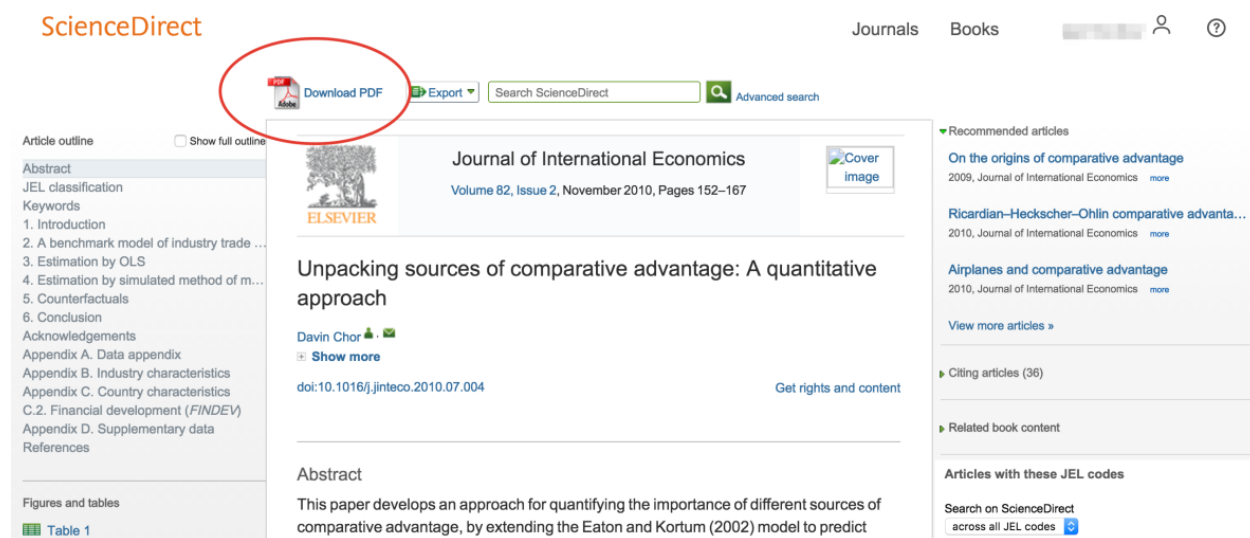 ScienceDirect
Journals
Books
PDF
Adobe
Download PDF
Export
Search ScienceDirect
Advanced search
Article outline
Show full outline
Abstract
JEL classification
Keywords
1. Introduction
2. A benchmark model of industry trade ...
3. Estimation by OLS
4. Estimation by simulated method of m...
5. Counterfactuals
6. Conclusion
Acknowledgements
Appendix A. Data appendix
Appendix B. Industry characteristics
Appendix C. Country characteristics
C.2. Financial development (FINDEV)
Appendix D. Supplementary data
References
Figures and tables
Table 1
ELSEVIER
Journal of International Economics
Volume 82, Issue 2, November 2010, Pages 152–167
Cover
image
Unpacking sources of comparative advantage: A quantitative
approach
Davin Chor
Show more
doi:10.1016/j.jinteco.2010.07.004
Get rights and content
Abstract
This paper develops an approach for quantifying the importance of different sources of
comparative advantage, by extending the Eaton and Kortum (2002) model to predict
Recommended articles
On the origins of comparative advantage
2009, Journal of International Economics more
Ricardian–Heckscher–Ohlin comparative advanta...
2010, Journal of International Economics more
Airplanes and comparative advantage
2010, Journal of International Economics more
View more articles »
Citing articles (36)
Related book content
Articles with these JEL codes
Search on ScienceDirect
across all JEL codes